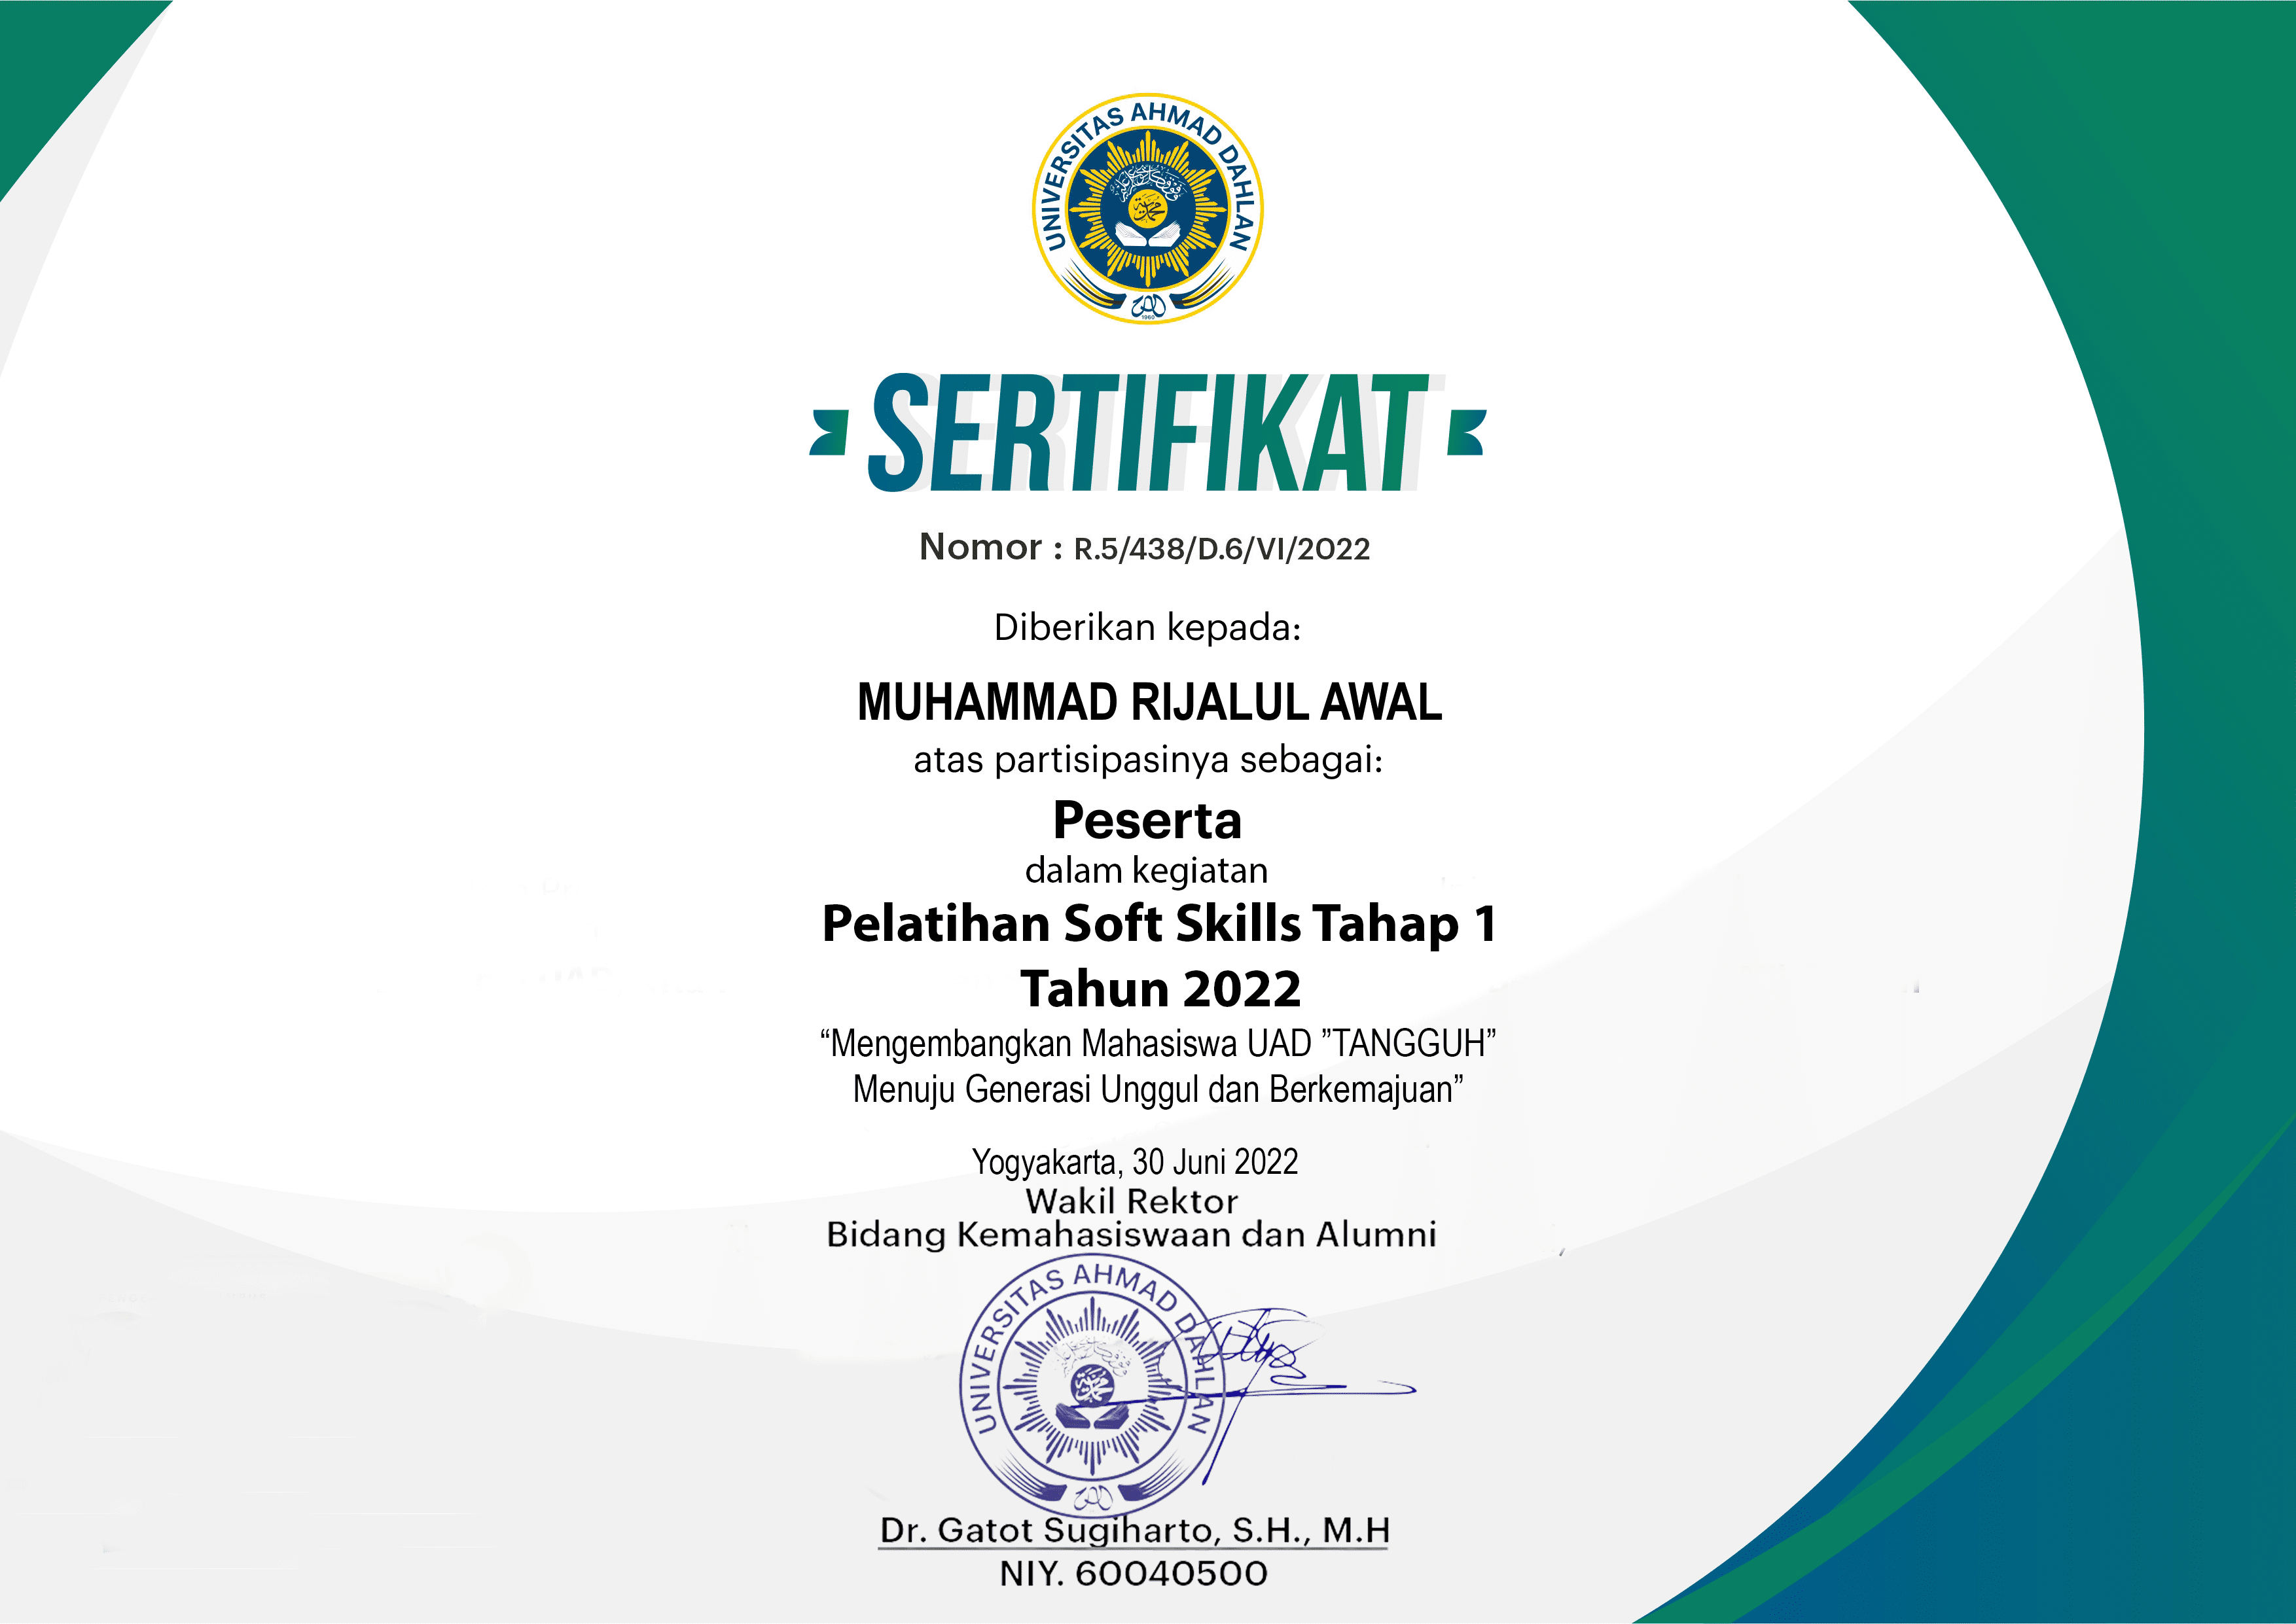 UNIVERSITAS AHMAD DAHLAN
1960
SERTIFIKAT
Nomor : R.5/438/D.6/VI/2022
Diberikan kepada:
MUHAMMAD RIJALUL AWAL
atas partisipasinya sebagai:
Peserta
dalam kegiatan
Pelatihan Soft Skills Tahap 1
Tahun 2022
“Mengembangkan Mahasiswa UAD ”TANGGUH”
Menuju Generasi Unggul dan Berkemajuan”
Yogyakarta, 30 Juni 2022
Wakil Rektor
Bidang Kemahasiswaan dan Alumni
UNIVERSITAS AHMAD DAHLAN
Dr. Gatot Sugiharto, S.H., M.H
NIY. 60040500